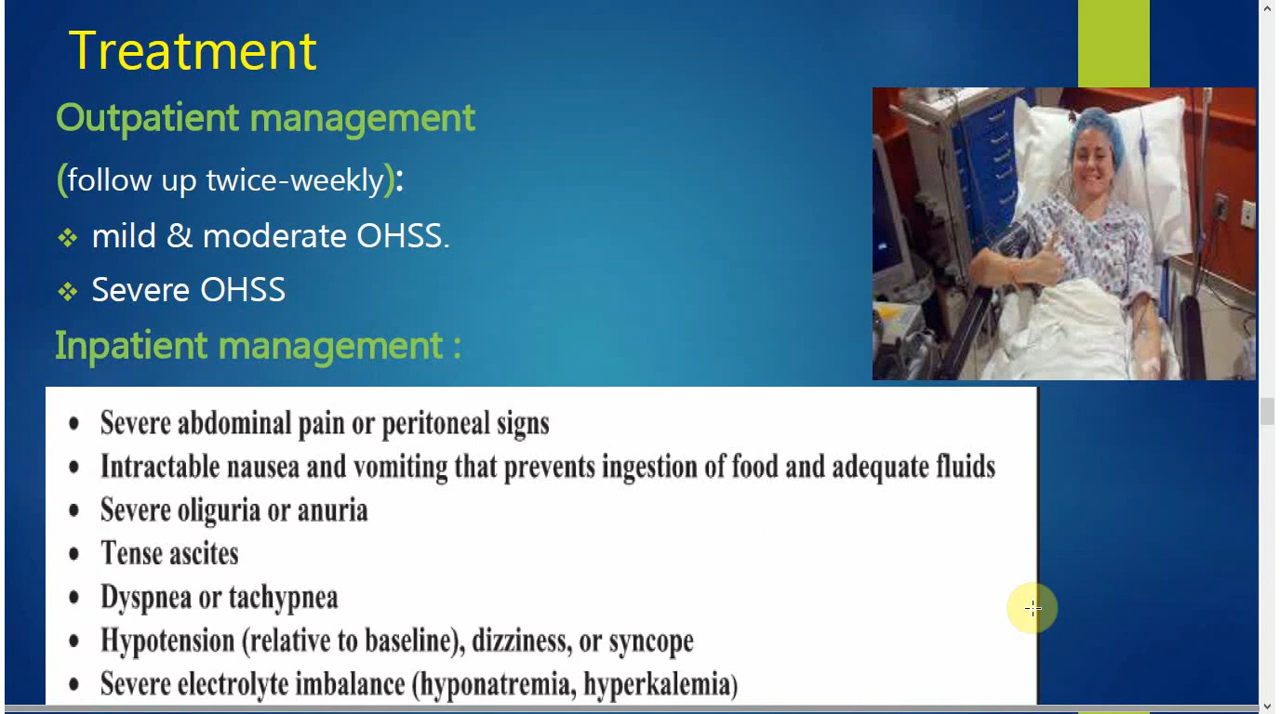 Treatment
Outpatient management
(follow up twice-weekly):
❖ mild & moderate OHSS.
❖ Severe OHSS
Inpatient management :
• Severe abdominal pain or peritoneal signs
• Intractable nausea and vomiting that prevents ingestion of food and adequate fluids
• Severe oliguria or anuria
• Tense ascites
• Dyspnea or tachypnea
• Hypotension (relative to baseline), dizziness, or syncope
• Severe electrolyte imbalance (hyponatremia, hyperkalemia)